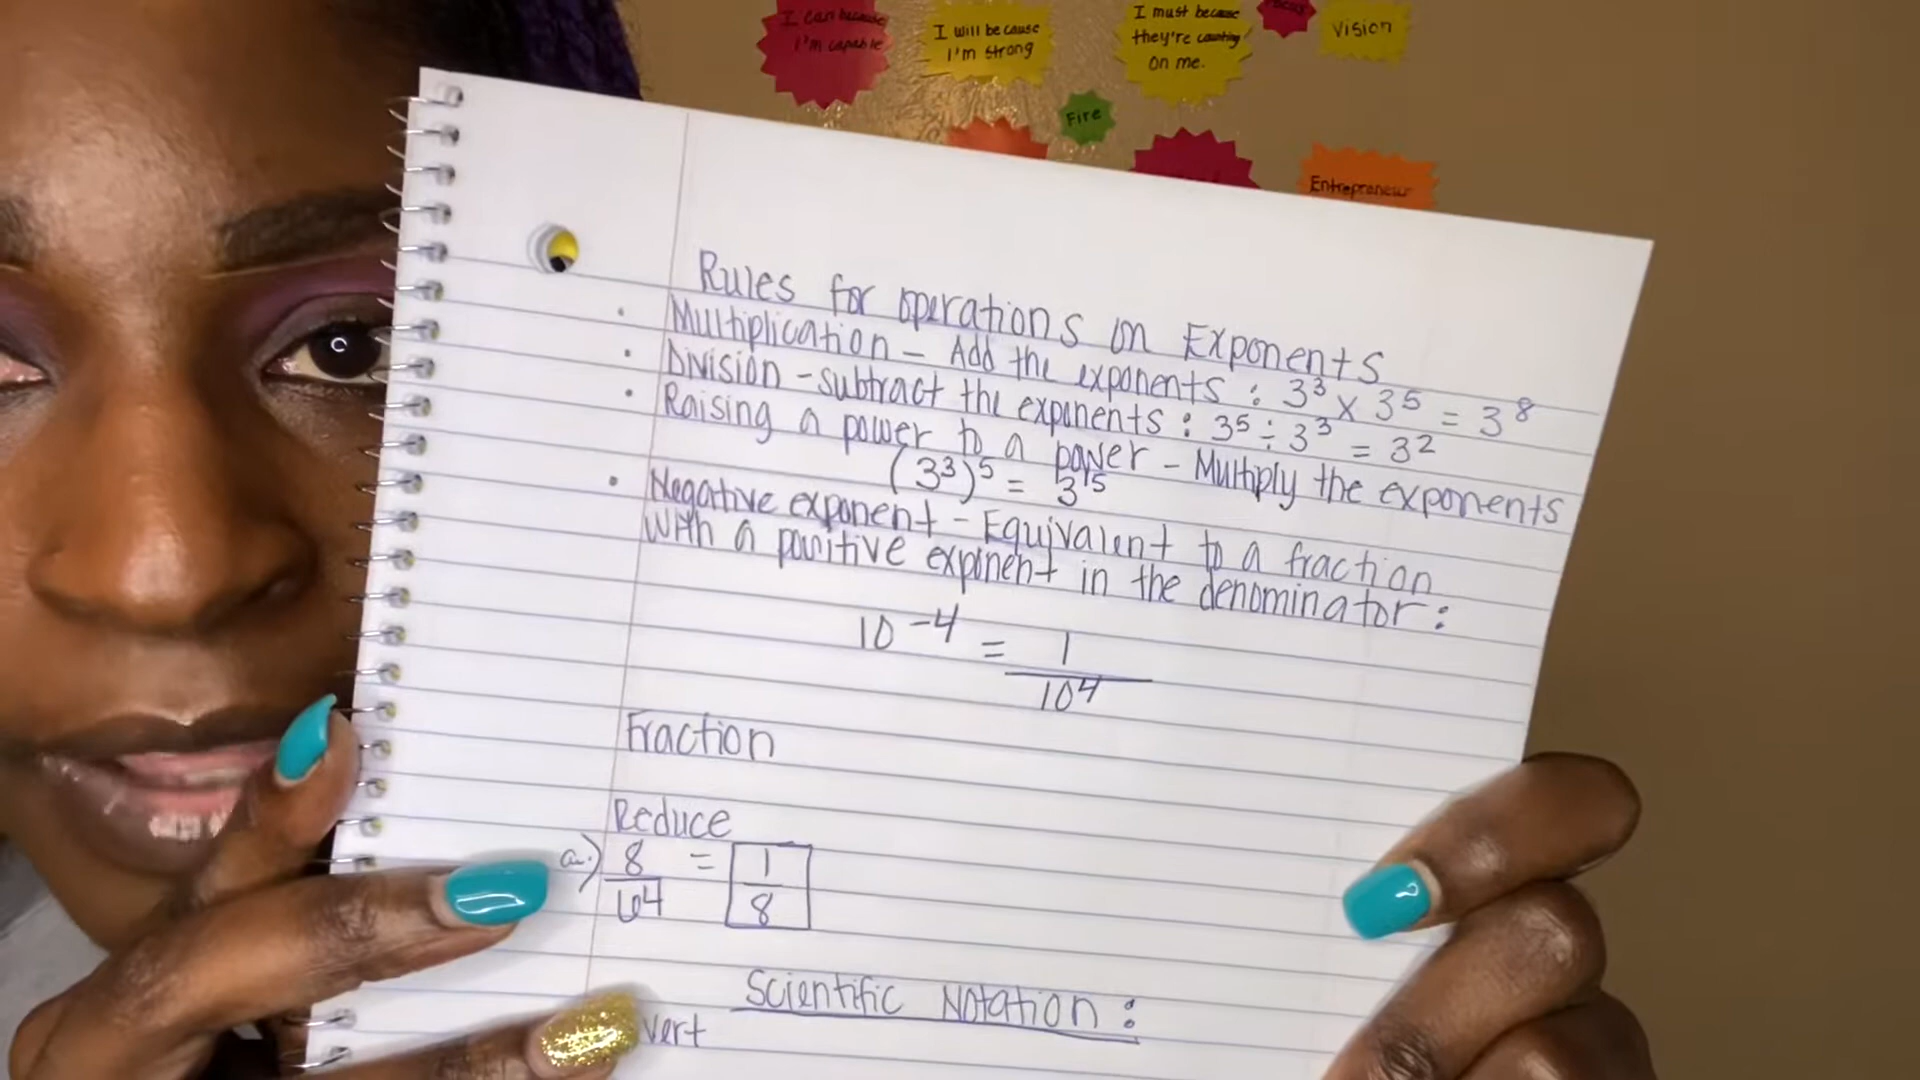 I can because
I'm capable
I will be cause
I'm strong
I must because
they're counting
on me.
Focus
Vision
Fire
Entrepreneur
Rules for operations on Exponents
• Multiplication - Add the exponents : 3³ x 3⁵ = 3⁸
• Division - subtract the exponents : 3⁵ ÷ 3³ = 3²
• Raising a power to a power - Multiply the exponents
(3³)⁵ = 3¹⁵
• Negative exponent - Equivalent to a fraction
with a positive exponent in the denominator :
10⁻⁴ = 1/10⁴
Fraction
Reduce
a.) 8/64 = 1/8
Scientific Notation :
vert